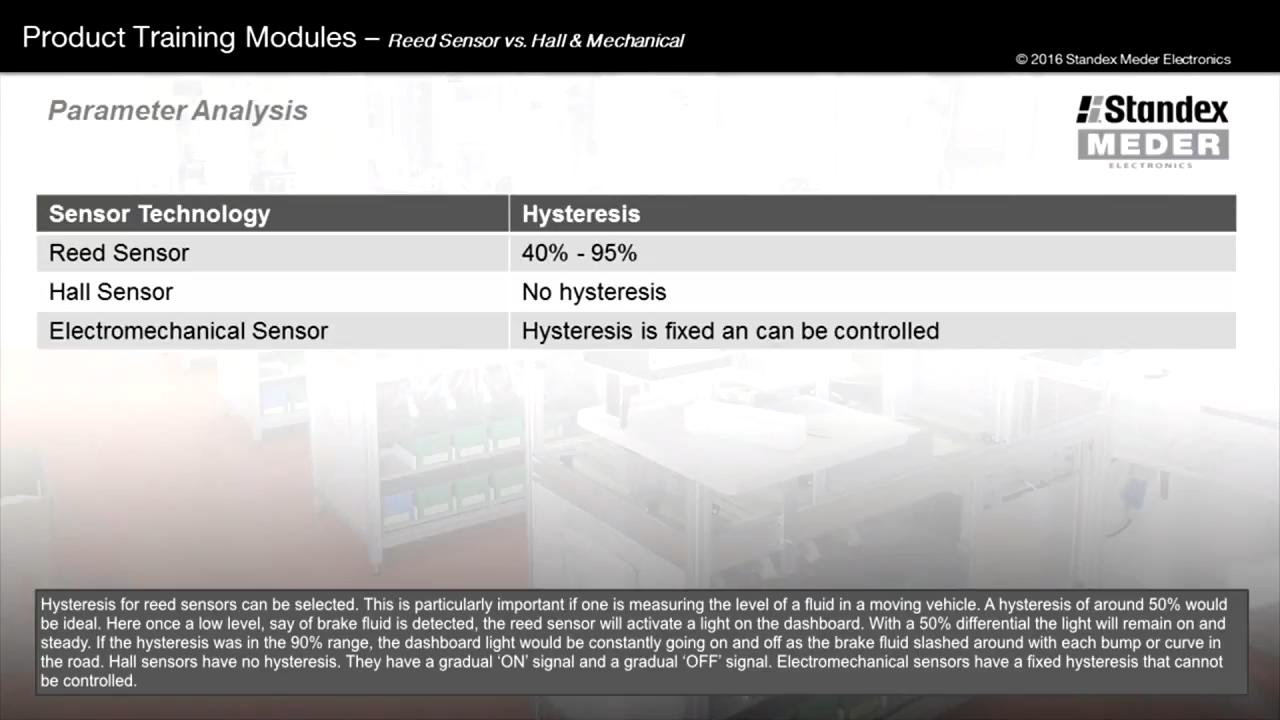 Product Training Modules – Reed Sensor vs. Hall & Mechanical
© 2016 Standex Meder Electronics
Parameter Analysis
Standex
MEDER
ELECTRONICS
Sensor Technology Hysteresis
Reed Sensor 40% - 95%
Hall Sensor No hysteresis
Electromechanical Sensor Hysteresis is fixed an can be controlled
Hysteresis for reed sensors can be selected. This is particularly important if one is measuring the level of a fluid in a moving vehicle. A hysteresis of around 50% would
be ideal. Here once a low level, say of brake fluid is detected, the reed sensor will activate a light on the dashboard. With a 50% differential the light will remain on and
steady. If the hysteresis was in the 90% range, the dashboard light would be constantly going on and off as the brake fluid slashed around with each bump or curve in
the road. Hall sensors have no hysteresis. They have a gradual ‘ON’ signal and a gradual ‘OFF’ signal. Electromechanical sensors have a fixed hysteresis that cannot
be controlled.